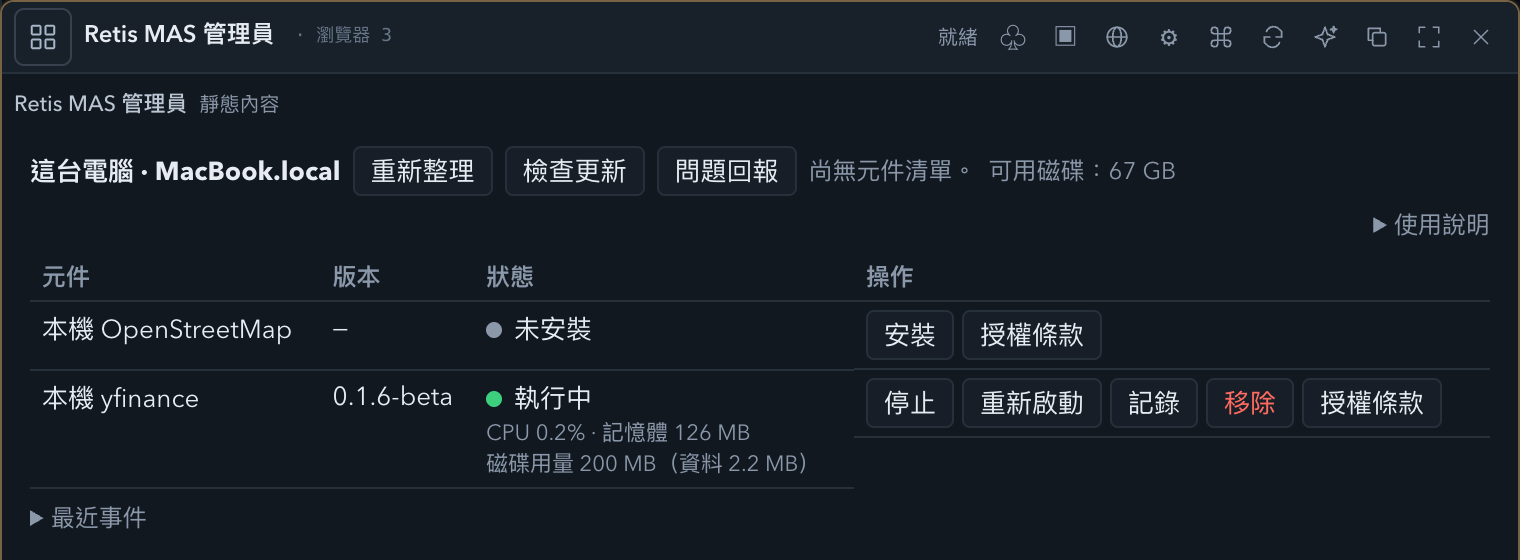 Retis MAS 管理員 · 瀏覽器 3 就緒
Retis MAS 管理員 靜態內容
這台電腦 · MacBook.local 重新整理 檢查更新 問題回報 尚無元件清單。 可用磁碟：67 GB
▶ 使用說明
元件 版本 狀態 操作
本機 OpenStreetMap — 未安裝 安裝 授權條款
本機 yfinance 0.1.6-beta 執行中 停止 重新啟動 記錄 移除 授權條款
CPU 0.2% · 記憶體 126 MB
磁碟用量 200 MB（資料 2.2 MB）
▶ 最近事件